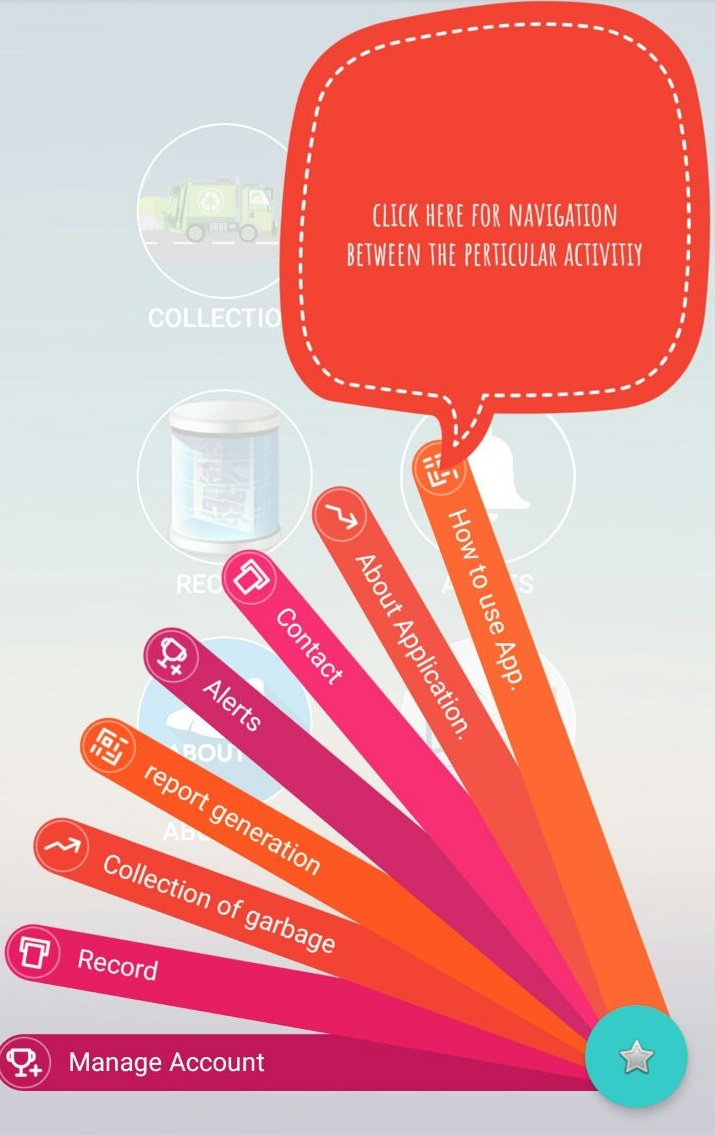 CLICK HERE FOR NAVIGATION
BETWEEN THE PERTICULAR ACTIVITIY
COLLECTIO
REC
How to use App.
About Application.
Contact
Alerts
ABOUT
report generation
Collection of garbage
Record
Manage Account